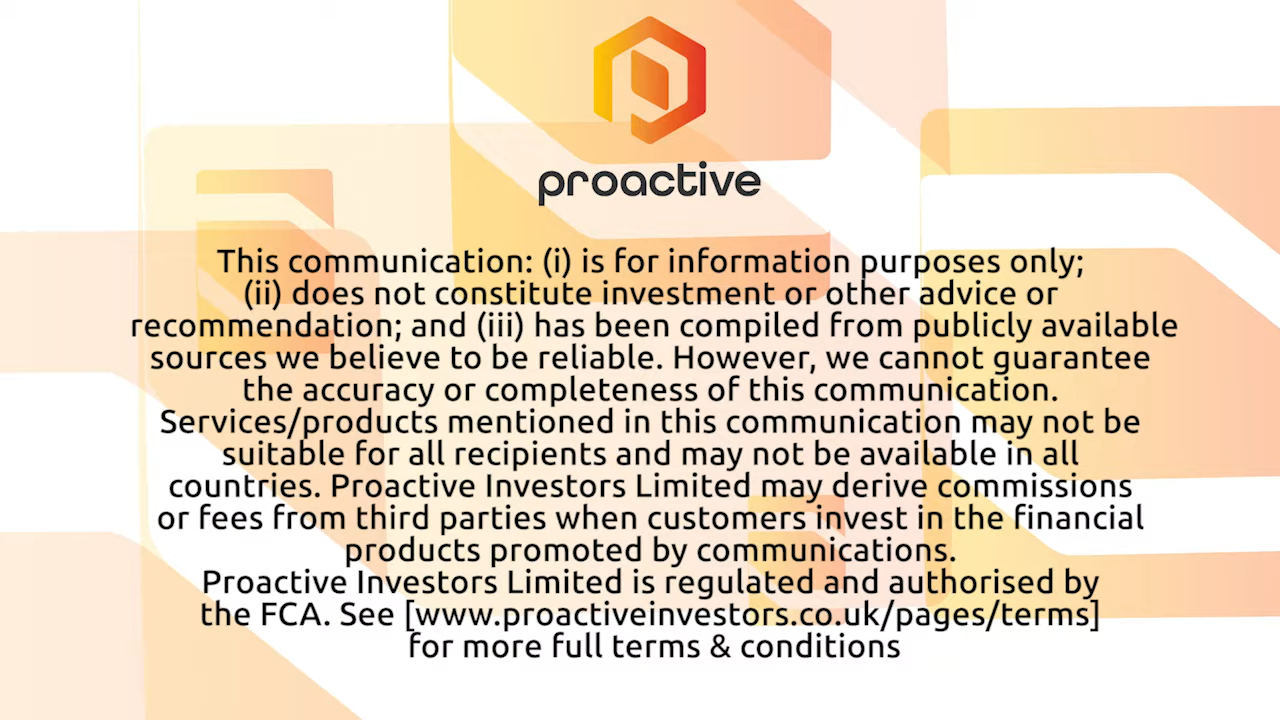 proactive
This communication: (i) is for information purposes only;
(ii) does not constitute investment or other advice or
recommendation; and (iii) has been compiled from publicly available
sources we believe to be reliable. However, we cannot guarantee
the accuracy or completeness of this communication.
Services/products mentioned in this communication may not be
suitable for all recipients and may not be available in all
countries. Proactive Investors Limited may derive commissions
or fees from third parties when customers invest in the financial
products promoted by communications.
Proactive Investors Limited is regulated and authorised by
the FCA. See [www.proactiveinvestors.co.uk/pages/terms]
for more full terms & conditions